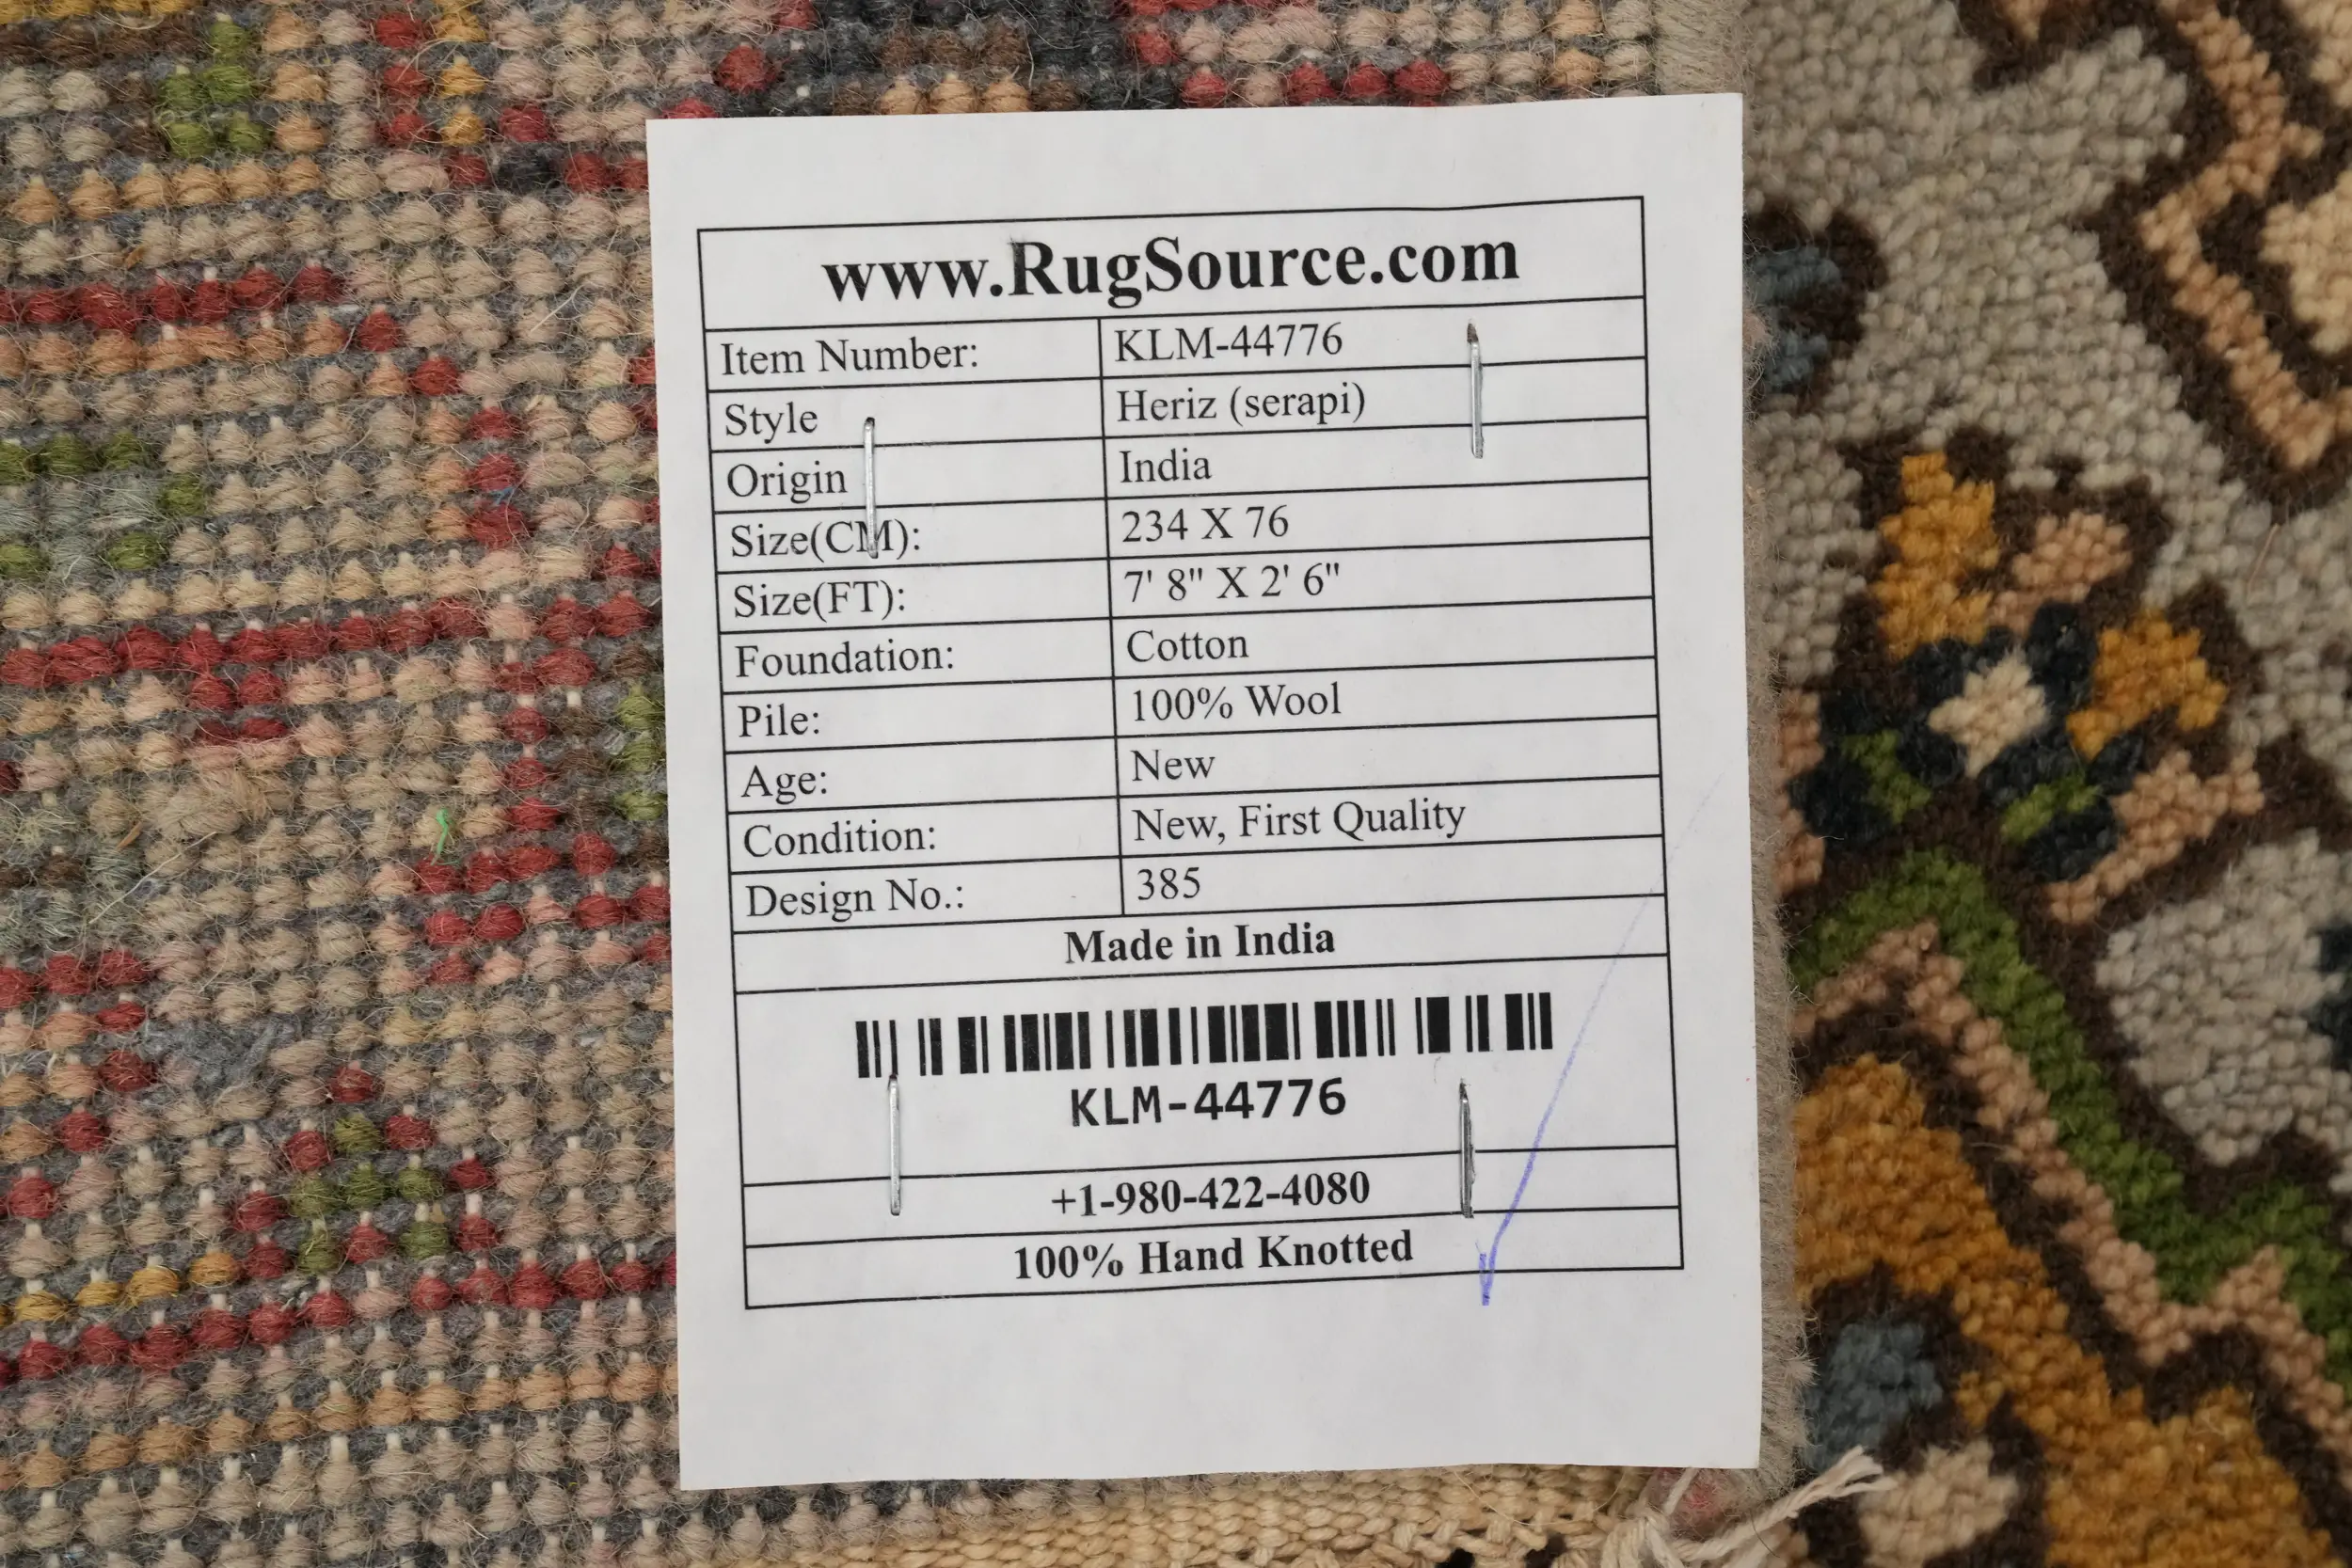 www.RugSource.com
Item Number: KLM-44776
Style Heriz (serapi)
Origin India
Size(CM): 234 X 76
Size(FT): 7' 8" X 2' 6"
Foundation: Cotton
Pile: 100% Wool
Age: New
Condition: New, First Quality
Design No.: 385
Made in India
KLM-44776
+1-980-422-4080
100% Hand Knotted